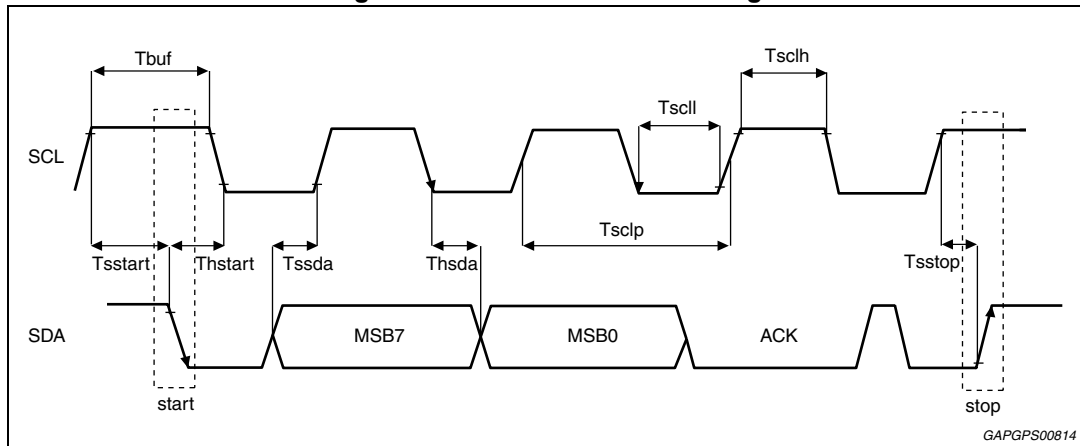 Tbuf
Tsclh
Tscll
SCL
Tsclp
Tsstart
Thstart
Tssda
Thsda
Tsstop
SDA
MSB7
MSB0
ACK
start
stop
GAPGPS00814